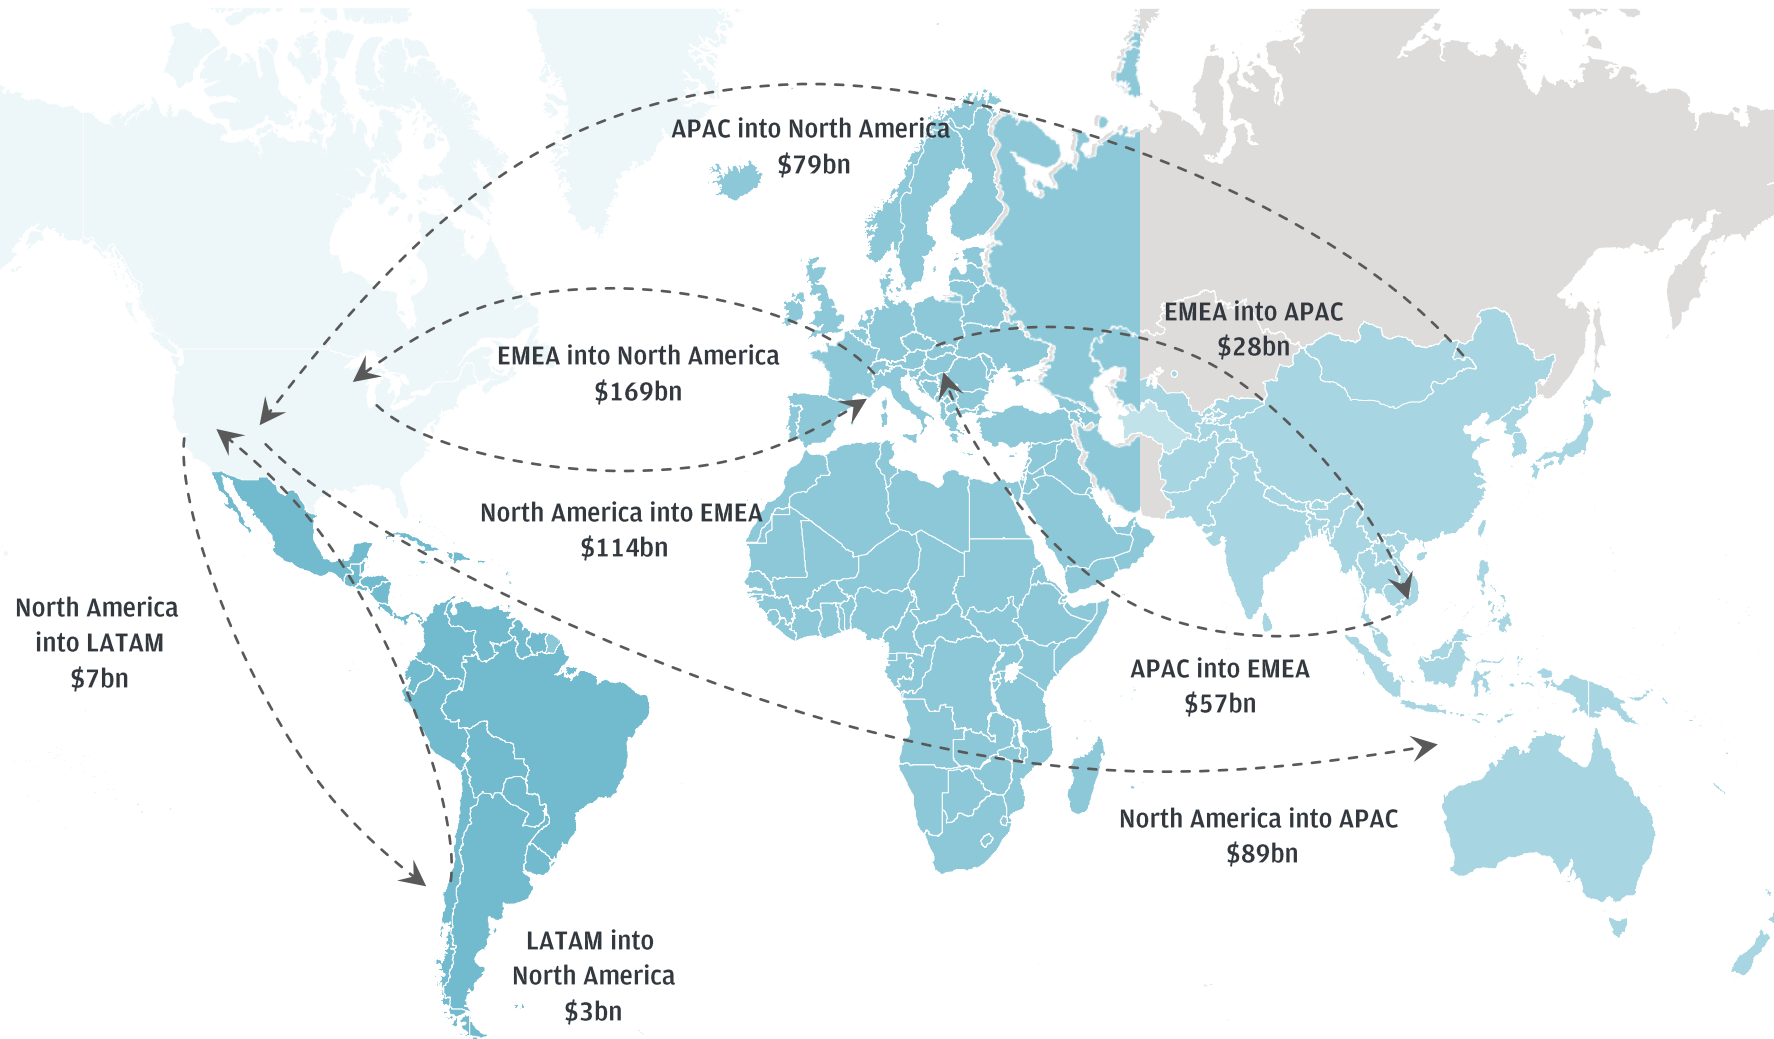 APAC into North America
$79bn
EMEA into APAC
$28bn
EMEA into North America
$169bn
North America into EMEA
$114bn
North America
into LATAM
$7bn
APAC into EMEA
$57bn
North America into APAC
$89bn
LATAM into
North America
$3bn